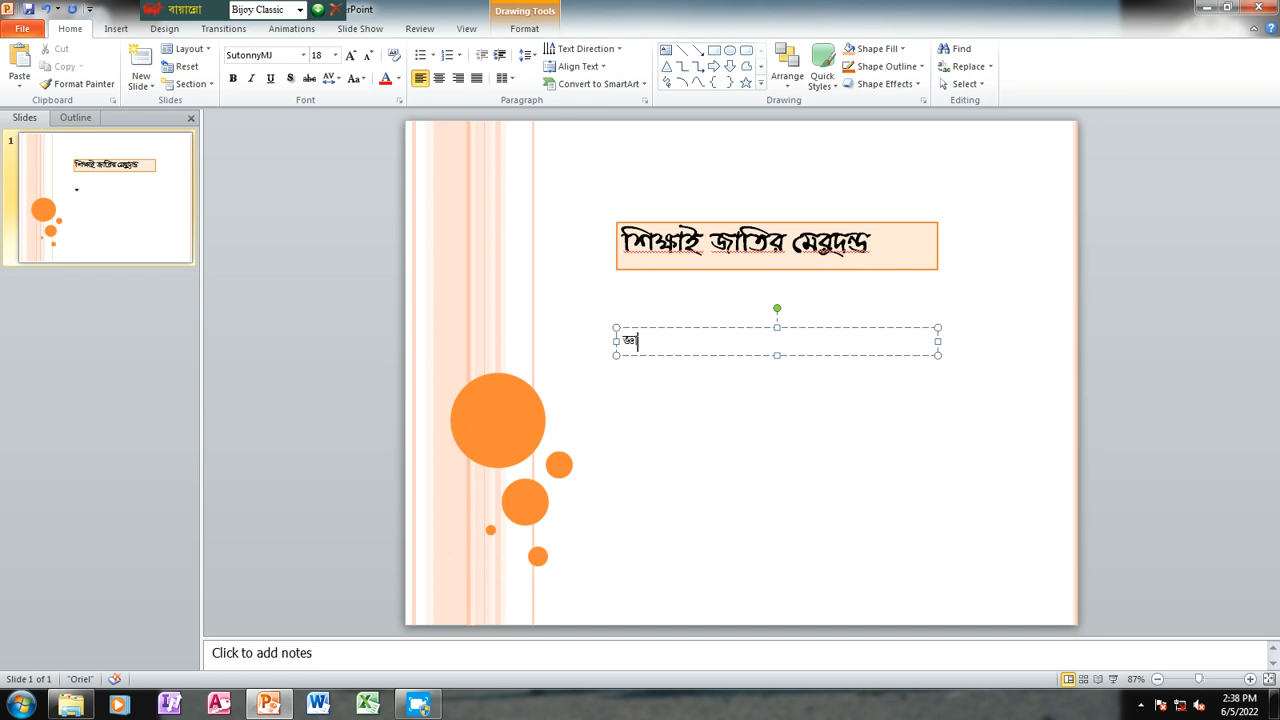 বায়ান্নো Bijoy Classic rPoint Drawing Tools
File Home Insert Design Transitions Animations Slide Show Review View Format
Paste Cut Copy Format Painter Clipboard
New Slide Layout Reset Section Slides
SutonnyMJ 18 B I U S abc AV Aa A Font
Text Direction Align Text Convert to SmartArt Paragraph
Arrange Quick Styles Shape Fill Shape Outline Shape Effects Drawing
Find Replace Select Editing
Slides Outline
1
শিক্ষাই জাতির মেরুদন্ড
শিক্ষাই জাতির মেরুদন্ড
জ্ঞা
Click to add notes
Slide 1 of 1 "Oriel" 87%
2:38 PM
6/5/2022